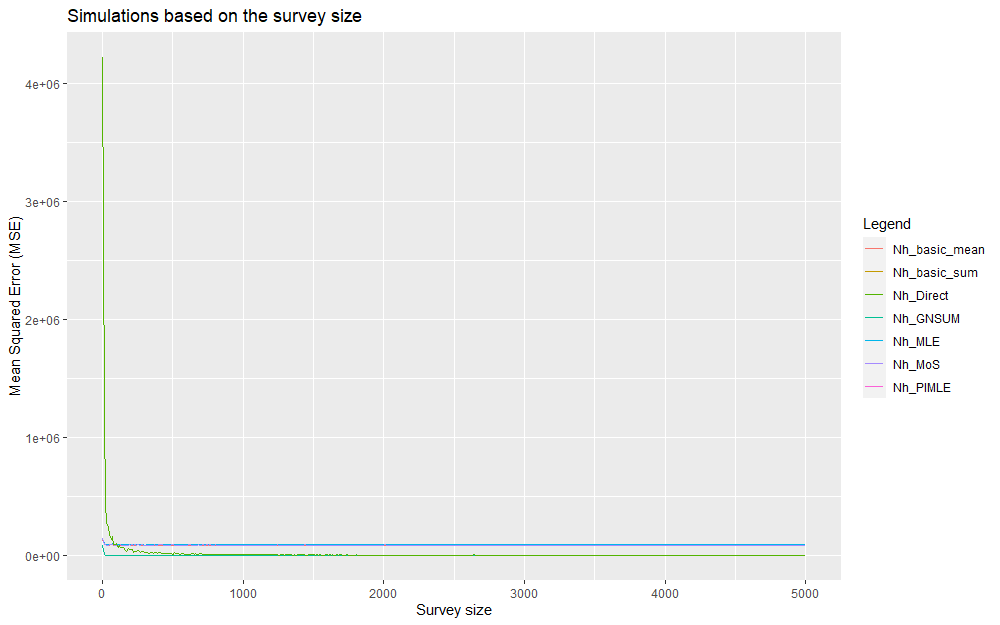 Simulations based on the survey size
Mean Squared Error (MSE)
4e+06
3e+06
2e+06
1e+06
0e+00
0
1000
2000
3000
4000
5000
Survey size
Legend
Nh_basic_mean
Nh_basic_sum
Nh_Direct
Nh_GNSUM
Nh_MLE
Nh_MoS
Nh_PIMLE